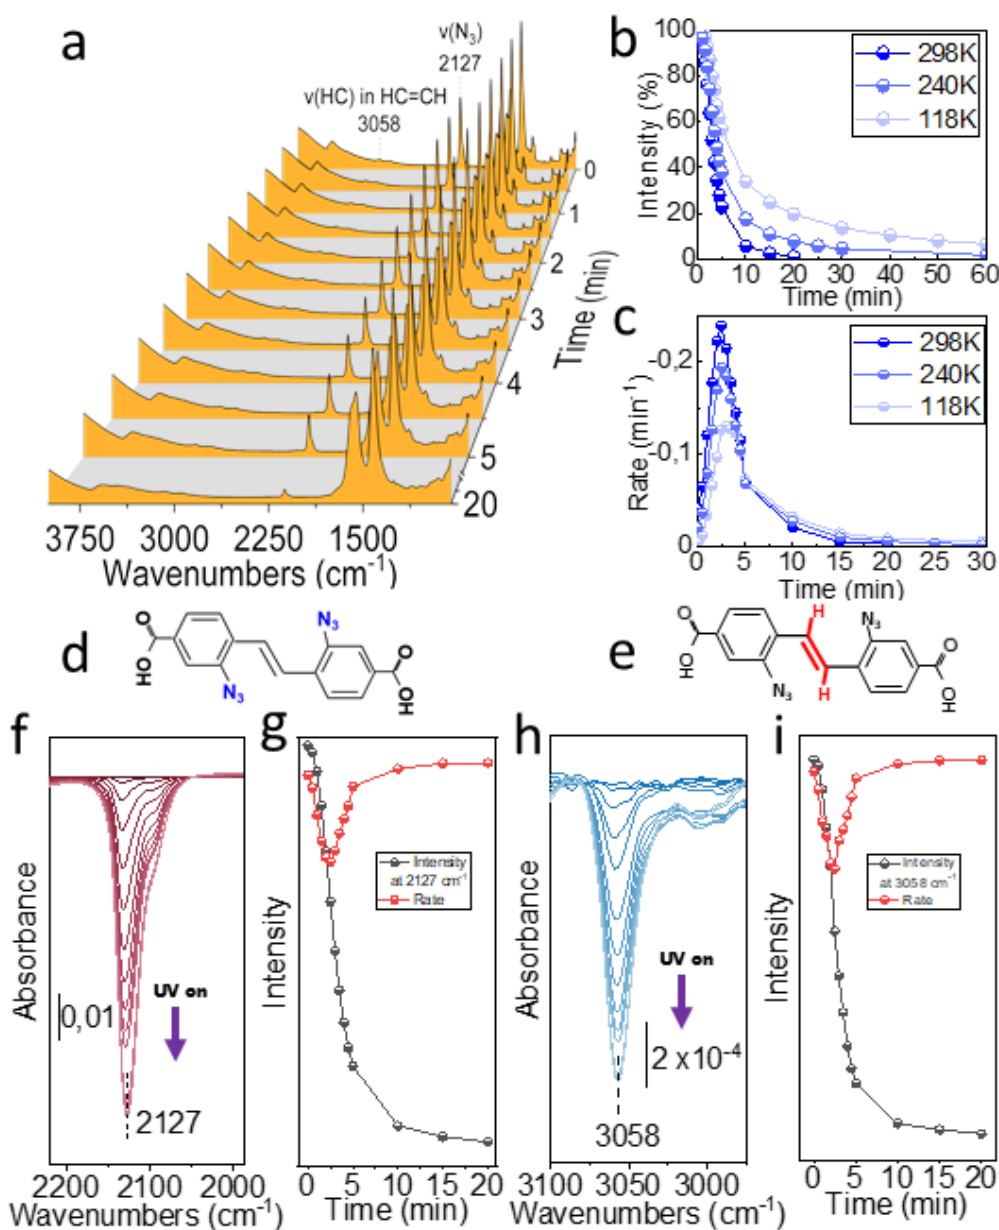 a
ν(N3)
2127
ν(HC) in HC=CH
3058
0
1
2
3
4
5
20
Time (min)
3750 3000 2250 1500
Wavenumbers (cm-1)
b
100
80
60
40
20
0
Intensity (%)
298K
240K
118K
0 10 20 30 40 50 60
Time (min)
c
-0,2
-0,1
0
Rate (min-1)
298K
240K
118K
0 5 10 15 20 25 30
Time (min)
d
O
HO
N3
N3
O
HO
e
O
HO
H
N3
N3
H
O
HO
f
Absorbance
UV on
0,01
2127
2200 2100 2000
Wavenumbers (cm-1)
g
Intensity
Intensity
at 2127 cm-1
Rate
0 5 10 15 20
Time (min)
h
Absorbance
UV on
2 x10-4
3058
3100 3050 3000
Wavenumbers (cm-1)
i
Intensity
Intensity
at 3058 cm-1
Rate
0 5 10 15 20
Time (min)